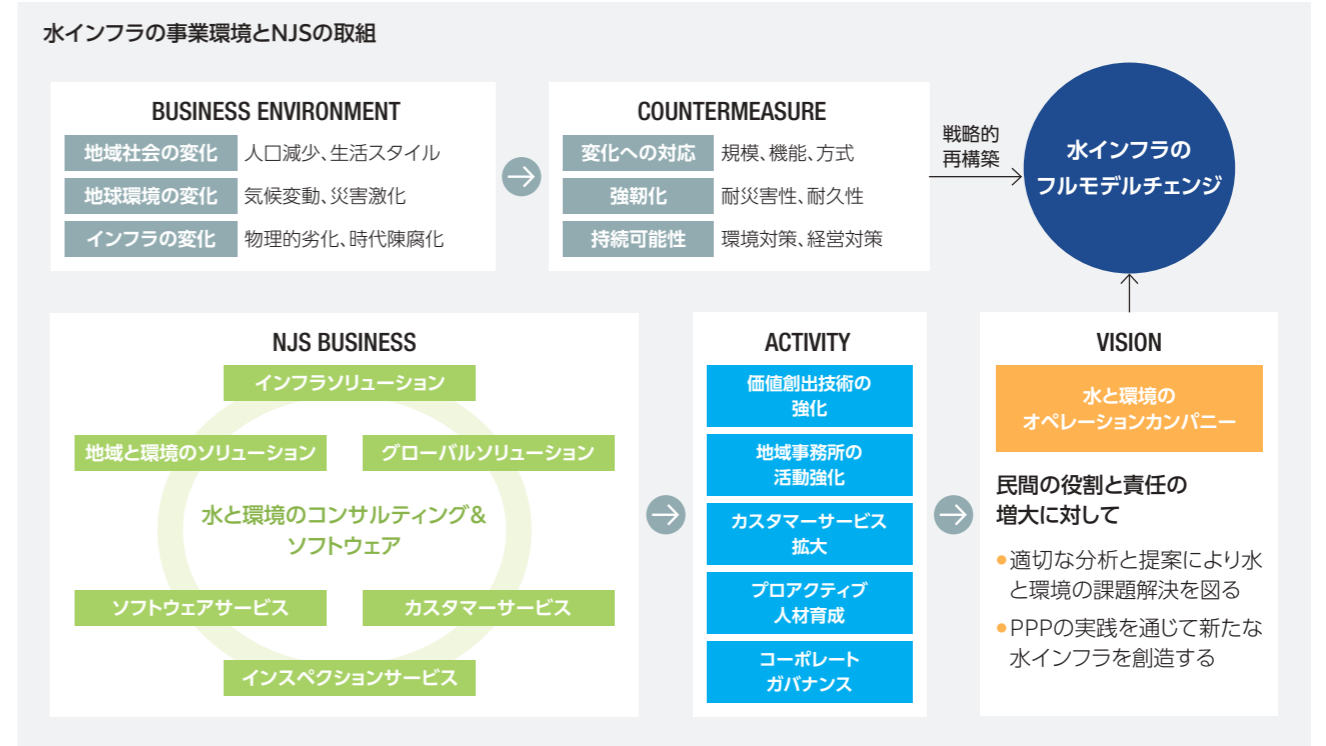 水インフラの事業環境とNJSの取組
BUSINESS ENVIRONMENT
地域社会の変化 人口減少、生活スタイル
地球環境の変化 気候変動、災害激化
インフラの変化 物理的劣化、時代陳腐化
COUNTERMEASURE
変化への対応 規模、機能、方式
強靭化 耐災害性、耐久性
持続可能性 環境対策、経営対策
戦略的
再構築
水インフラの
フルモデルチェンジ
NJS BUSINESS
インフラソリューション
地域と環境のソリューション
グローバルソリューション
水と環境のコンサルティング&
ソフトウェア
ソフトウェアサービス
カスタマーサービス
インスペクションサービス
ACTIVITY
価値創出技術の
強化
地域事務所の
活動強化
カスタマーサービス
拡大
プロアクティブ
人材育成
コーポレート
ガバナンス
VISION
水と環境の
オペレーションカンパニー
民間の役割と責任の
増大に対して
●適切な分析と提案により水
と環境の課題解決を図る
●PPPの実践を通じて新たな
水インフラを創造する